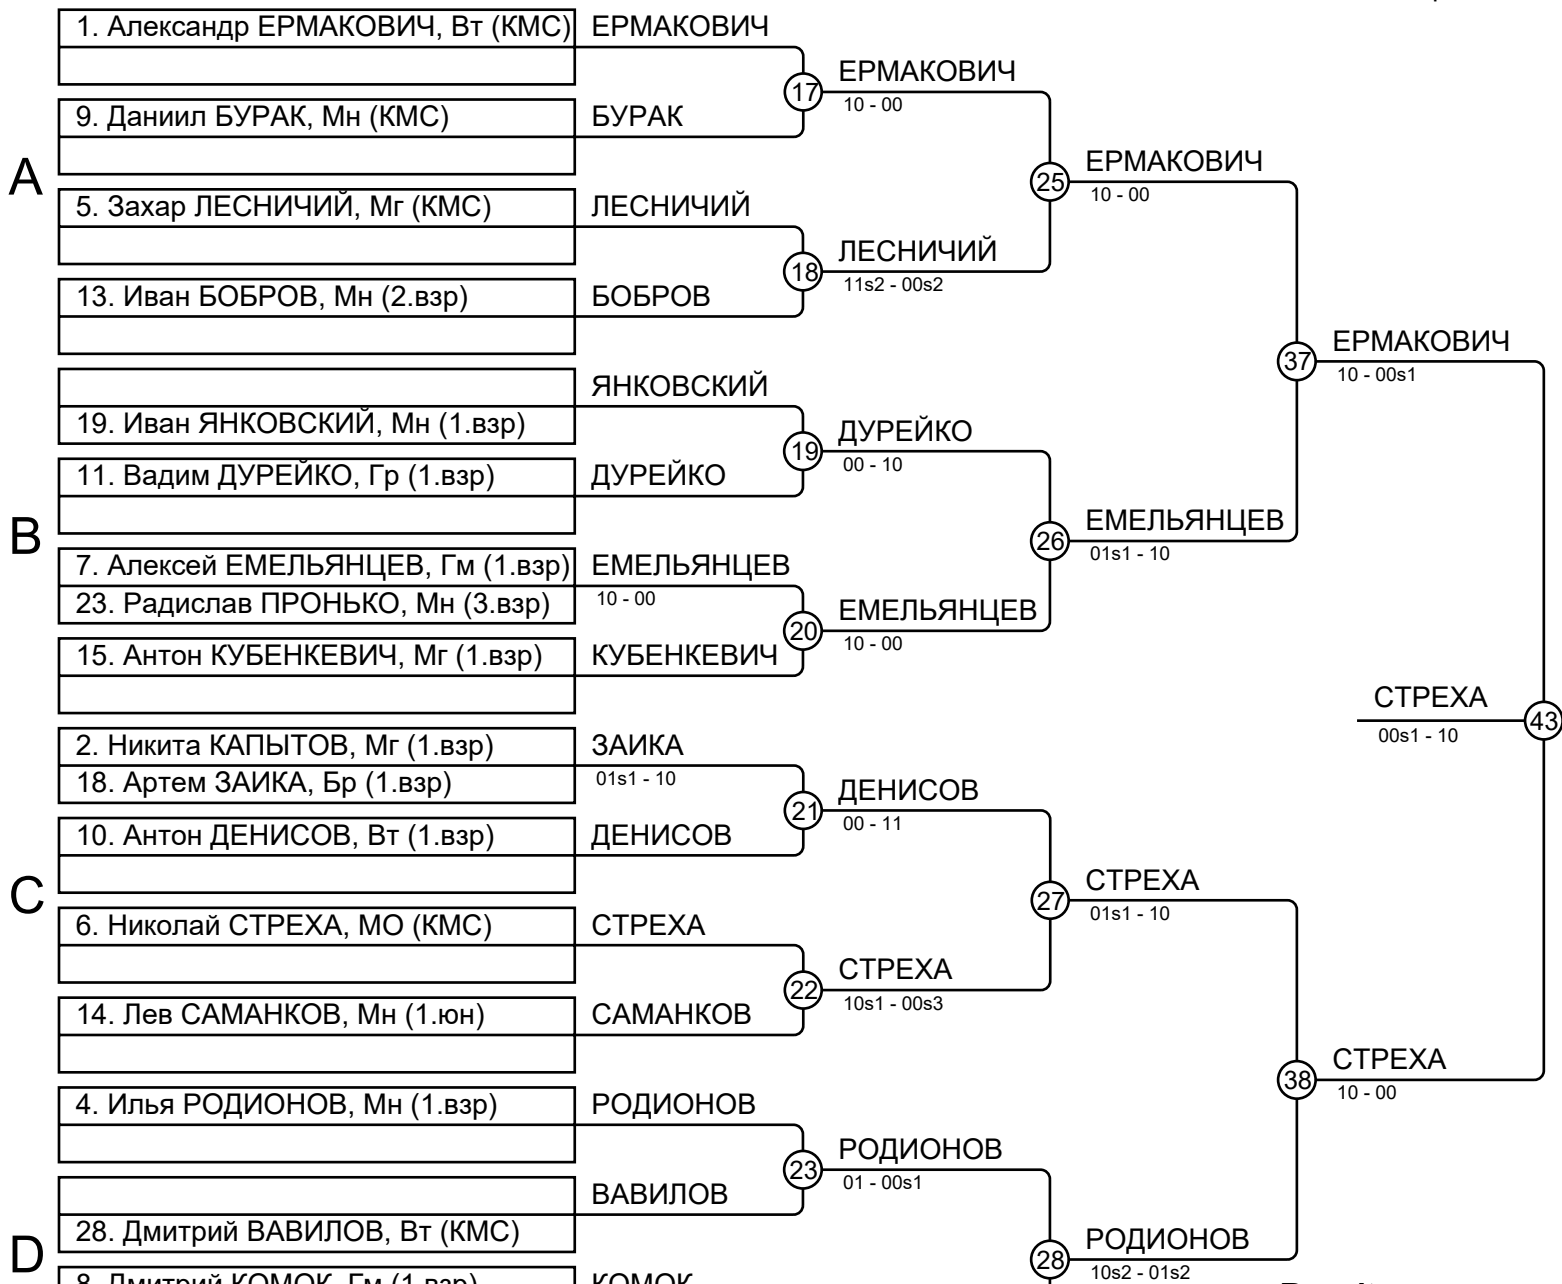 1. Александр ЕРМАКОВИЧ, Вт (КМС)
ЕРМАКОВИЧ
17
ЕРМАКОВИЧ
10 - 00
9. Даниил БУРАК, Мн (КМС)
БУРАК
A
25
ЕРМАКОВИЧ
10 - 00
5. Захар ЛЕСНИЧИЙ, Мг (КМС)
ЛЕСНИЧИЙ
18
ЛЕСНИЧИЙ
11s2 - 00s2
13. Иван БОБРОВ, Мн (2.взр)
БОБРОВ
37
ЕРМАКОВИЧ
10 - 00s1
ЯНКОВСКИЙ
19. Иван ЯНКОВСКИЙ, Мн (1.взр)
19
ДУРЕЙКО
00 - 10
11. Вадим ДУРЕЙКО, Гр (1.взр)
ДУРЕЙКО
B
26
ЕМЕЛЬЯНЦЕВ
01s1 - 10
7. Алексей ЕМЕЛЬЯНЦЕВ, Гм (1.взр)
ЕМЕЛЬЯНЦЕВ
10 - 00
23. Радислав ПРОНЬКО, Мн (3.взр)
20
ЕМЕЛЬЯНЦЕВ
10 - 00
15. Антон КУБЕНКЕВИЧ, Мг (1.взр)
КУБЕНКЕВИЧ
СТРЕХА
00s1 - 10
43
2. Никита КАПЫТОВ, Мг (1.взр)
ЗАИКА
01s1 - 10
18. Артем ЗАИКА, Бр (1.взр)
21
ДЕНИСОВ
00 - 11
10. Антон ДЕНИСОВ, Вт (1.взр)
ДЕНИСОВ
C
27
СТРЕХА
01s1 - 10
6. Николай СТРЕХА, МО (КМС)
СТРЕХА
22
СТРЕХА
10s1 - 00s3
14. Лев САМАНКОВ, Мн (1.юн)
САМАНКОВ
38
СТРЕХА
10 - 00
4. Илья РОДИОНОВ, Мн (1.взр)
РОДИОНОВ
23
РОДИОНОВ
01 - 00s1
ВАВИЛОВ
28. Дмитрий ВАВИЛОВ, Вт (КМС)
D
28
РОДИОНОВ
10s2 - 01s2
8. Дмитрий КОМОК, Гм (1.взр)
КОМОК